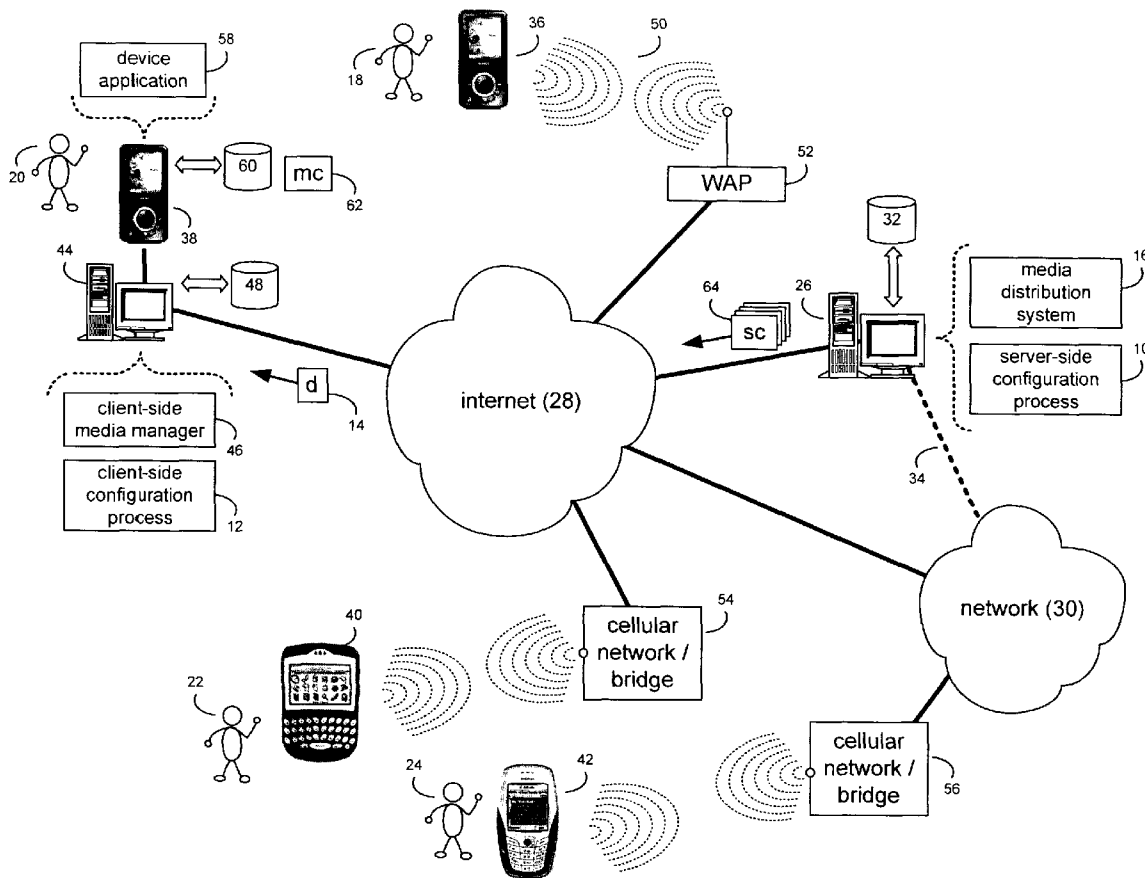 58
device
application
18
36
50
20
60
mc
62
38
WAP
52
32
44
48
64
sc
26
media
distribution
system
16
server-side
configuration
process
10
client-side
media manager
46
client-side
configuration
process
12
d
14
internet (28)
34
network (30)
40
22
cellular
network /
bridge
54
24
42
cellular
network /
bridge
56